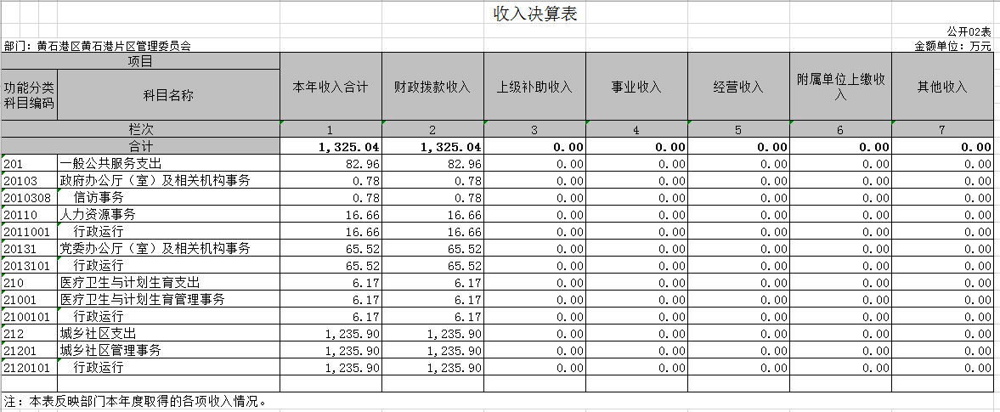 收入决算表
公开02表
部门：黄石港区黄石港片区管理委员会 金额单位：万元
项目 本年收入合计 财政拨款收入 上级补助收入 事业收入 经营收入 附属单位上缴收入 其他收入
功能分类科目编码 科目名称
栏次 1 2 3 4 5 6 7
合计 1,325.04 1,325.04 0.00 0.00 0.00 0.00 0.00
201 一般公共服务支出 82.96 82.96 0.00 0.00 0.00 0.00 0.00
20103 政府办公厅（室）及相关机构事务 0.78 0.78 0.00 0.00 0.00 0.00 0.00
2010308 信访事务 0.78 0.78 0.00 0.00 0.00 0.00 0.00
20110 人力资源事务 16.66 16.66 0.00 0.00 0.00 0.00 0.00
2011001 行政运行 16.66 16.66 0.00 0.00 0.00 0.00 0.00
20131 党委办公厅（室）及相关机构事务 65.52 65.52 0.00 0.00 0.00 0.00 0.00
2013101 行政运行 65.52 65.52 0.00 0.00 0.00 0.00 0.00
210 医疗卫生与计划生育支出 6.17 6.17 0.00 0.00 0.00 0.00 0.00
21001 医疗卫生与计划生育管理事务 6.17 6.17 0.00 0.00 0.00 0.00 0.00
2100101 行政运行 6.17 6.17 0.00 0.00 0.00 0.00 0.00
212 城乡社区支出 1,235.90 1,235.90 0.00 0.00 0.00 0.00 0.00
21201 城乡社区管理事务 1,235.90 1,235.90 0.00 0.00 0.00 0.00 0.00
2120101 行政运行 1,235.90 1,235.90 0.00 0.00 0.00 0.00 0.00
注：本表反映部门本年度取得的各项收入情况。